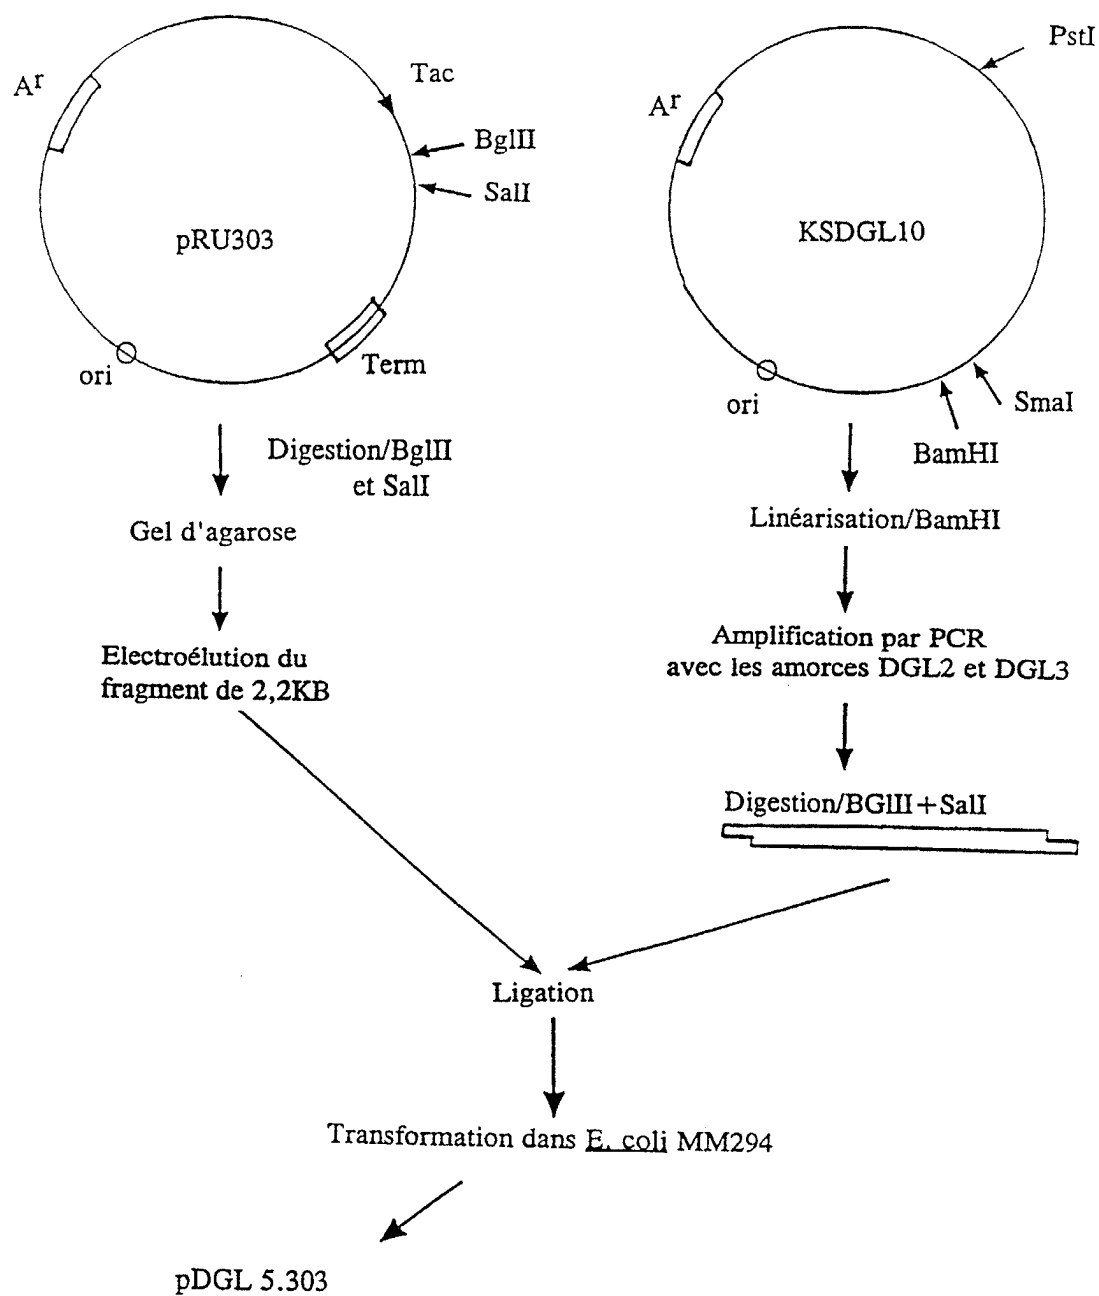 Tac
Ar
BglII
SalI
pRU303
ori
Term
Digestion/BglII
et SalI
Gel d'agarose
Electroélution du
fragment de 2,2KB
PstI
Ar
KSDGL10
ori
SmaI
BamHI
Linéarisation/BamHI
Amplification par PCR
avec les amorces DGL2 et DGL3
Digestion/BGlII+SalI
Ligation
Transformation dans E. coli MM294
pDGL 5.303